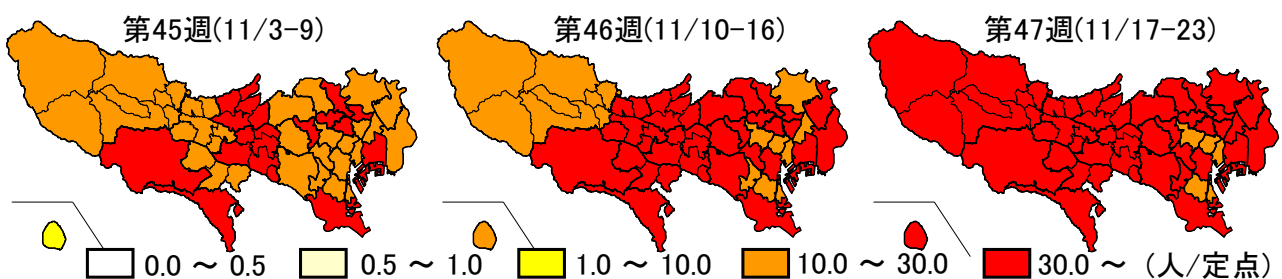 第45週(11/3-9) 第46週(11/10-16) 第47週(11/17-23)
0.0 ～ 0.5 0.5 ～ 1.0 1.0 ～ 10.0 10.0 ～ 30.0 30.0 ～ (人/定点)